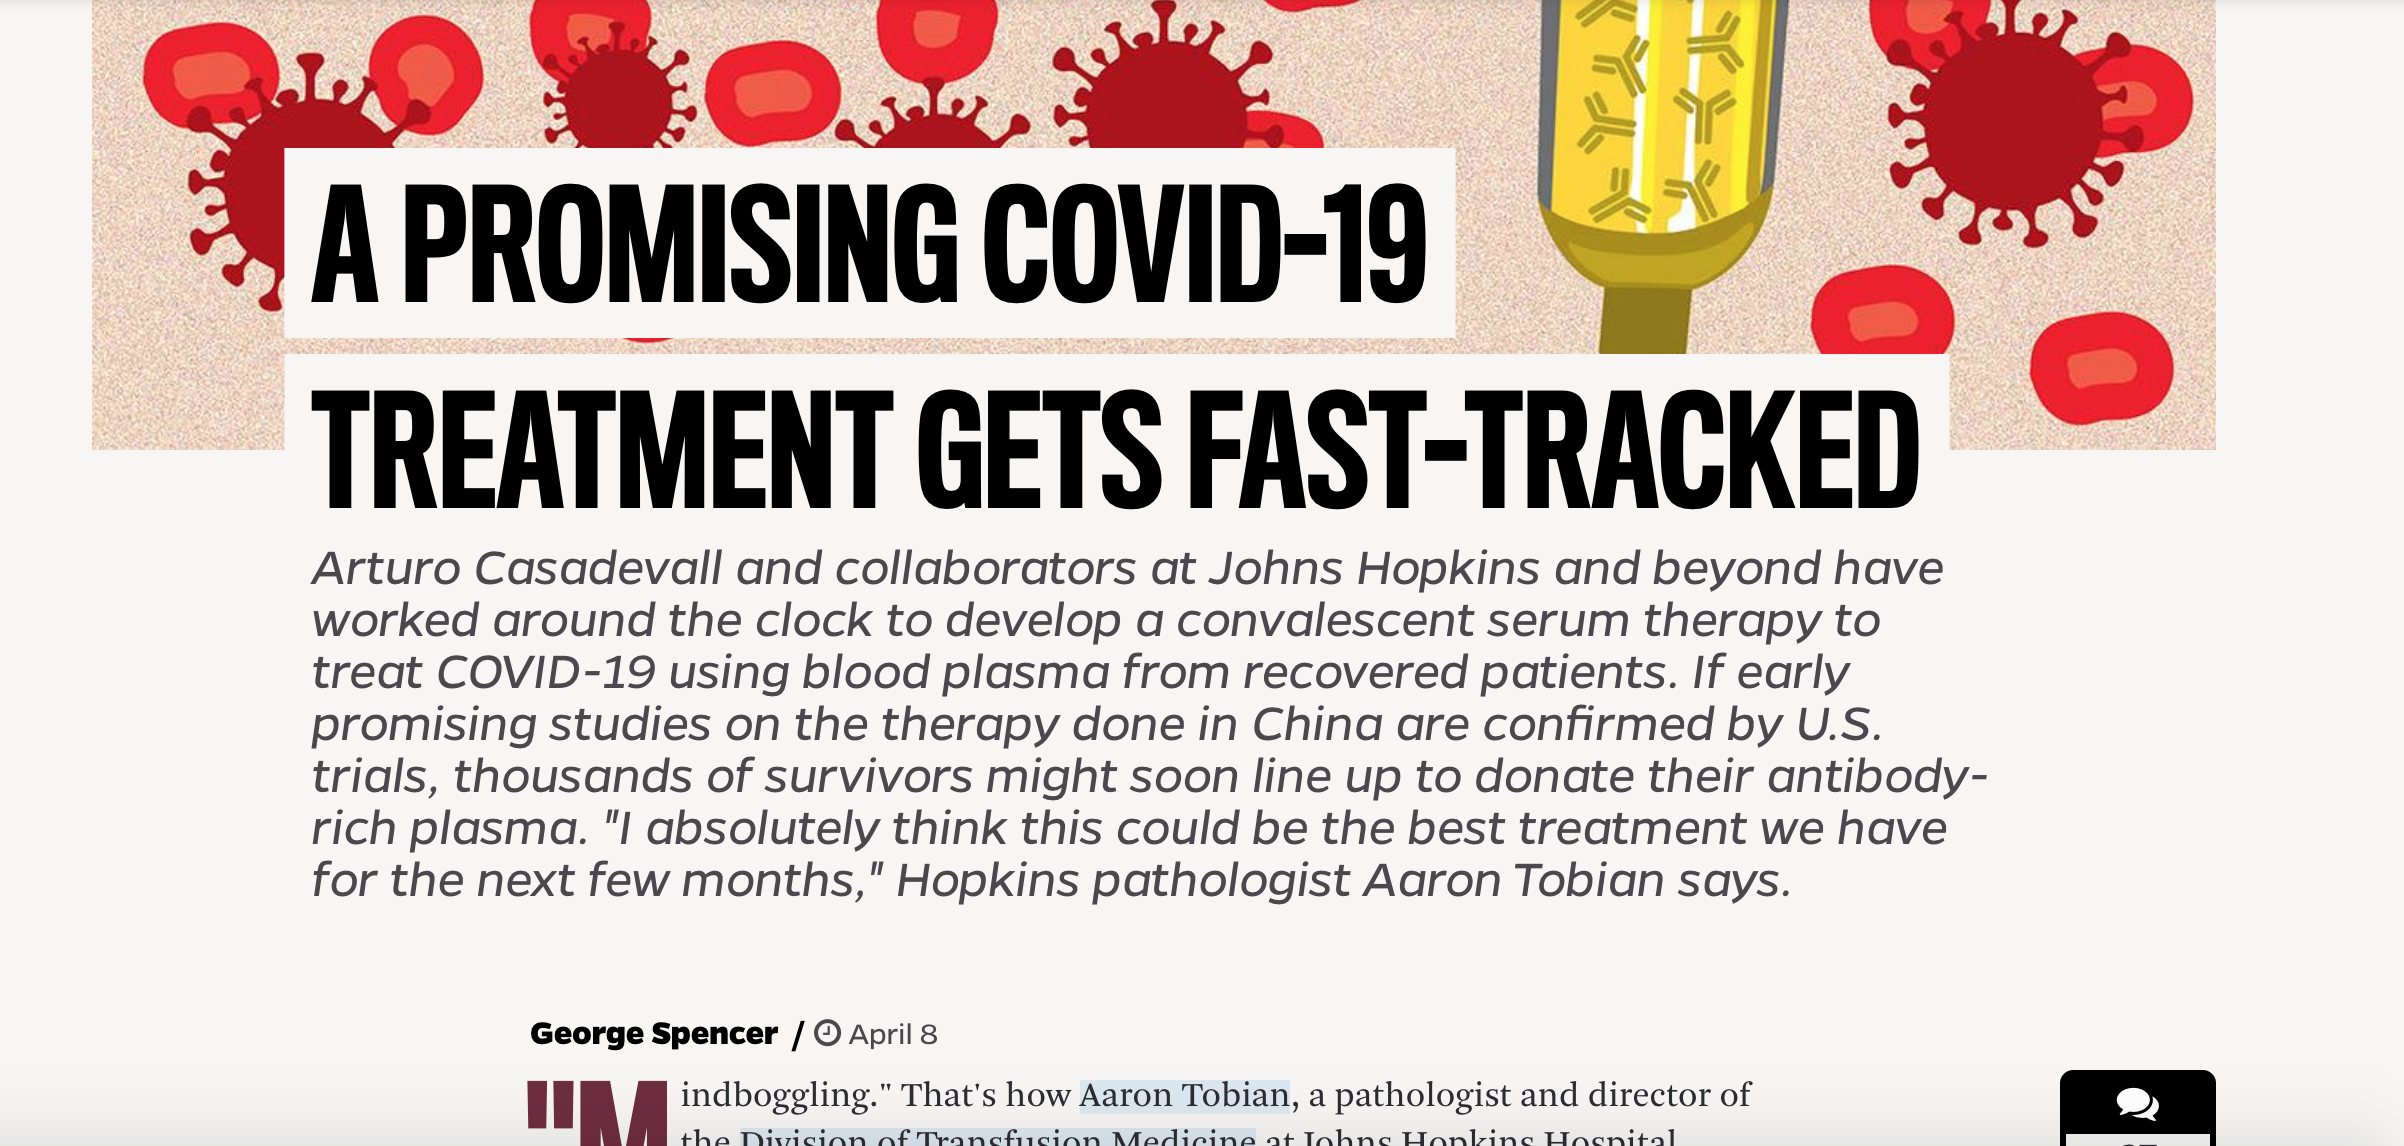 A PROMISING COVID-19
TREATMENT GETS FAST-TRACKED
Arturo Casadevall and collaborators at Johns Hopkins and beyond have
worked around the clock to develop a convalescent serum therapy to
treat COVID-19 using blood plasma from recovered patients. If early
promising studies on the therapy done in China are confirmed by U.S.
trials, thousands of survivors might soon line up to donate their antibody-
rich plasma. "I absolutely think this could be the best treatment we have
for the next few months," Hopkins pathologist Aaron Tobian says.
George Spencer / April 8
"Mindboggling." That's how Aaron Tobian, a pathologist and director of
the Division of Transfusion Medicine at Johns Hopkins Hospital,